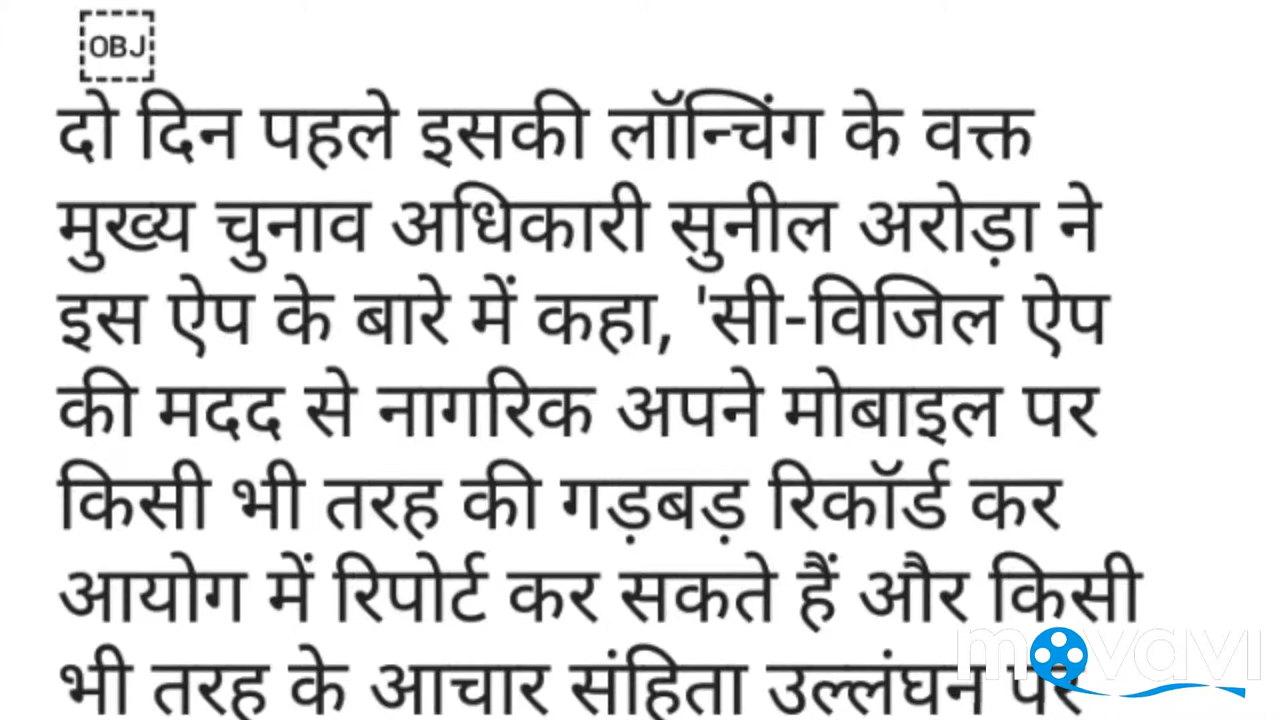 OBJ
दो दिन पहले इसकी लॉन्चिंग के वक्त
मुख्य चुनाव अधिकारी सुनील अरोड़ा ने
इस ऐप के बारे में कहा, 'सी-विजिल ऐप
की मदद से नागरिक अपने मोबाइल पर
किसी भी तरह की गड़बड़ रिकॉर्ड कर
आयोग में रिपोर्ट कर सकते हैं और किसी
भी तरह के आचार संहिता उल्लंघन पर
movavi